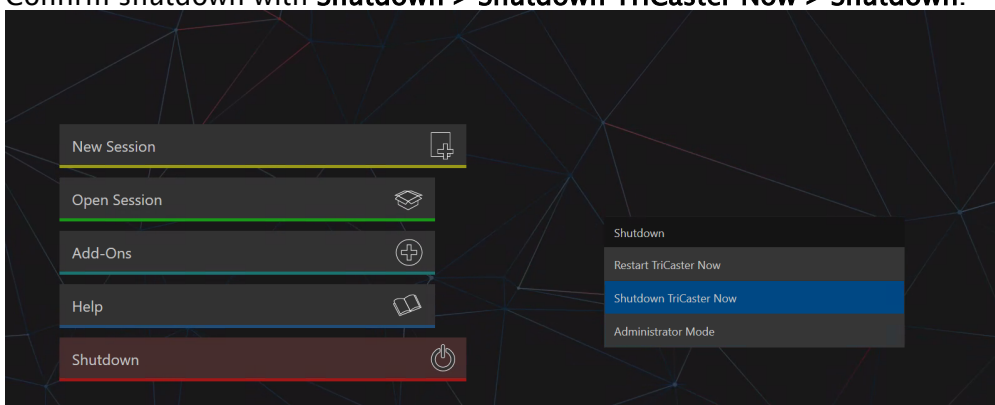 Confirm shutdown with Shutdown > Shutdown TriCaster Now > Shutdown.
New Session
Open Session
Add-Ons
Help
Shutdown
Shutdown
Restart TriCaster Now
Shutdown TriCaster Now
Administrator Mode